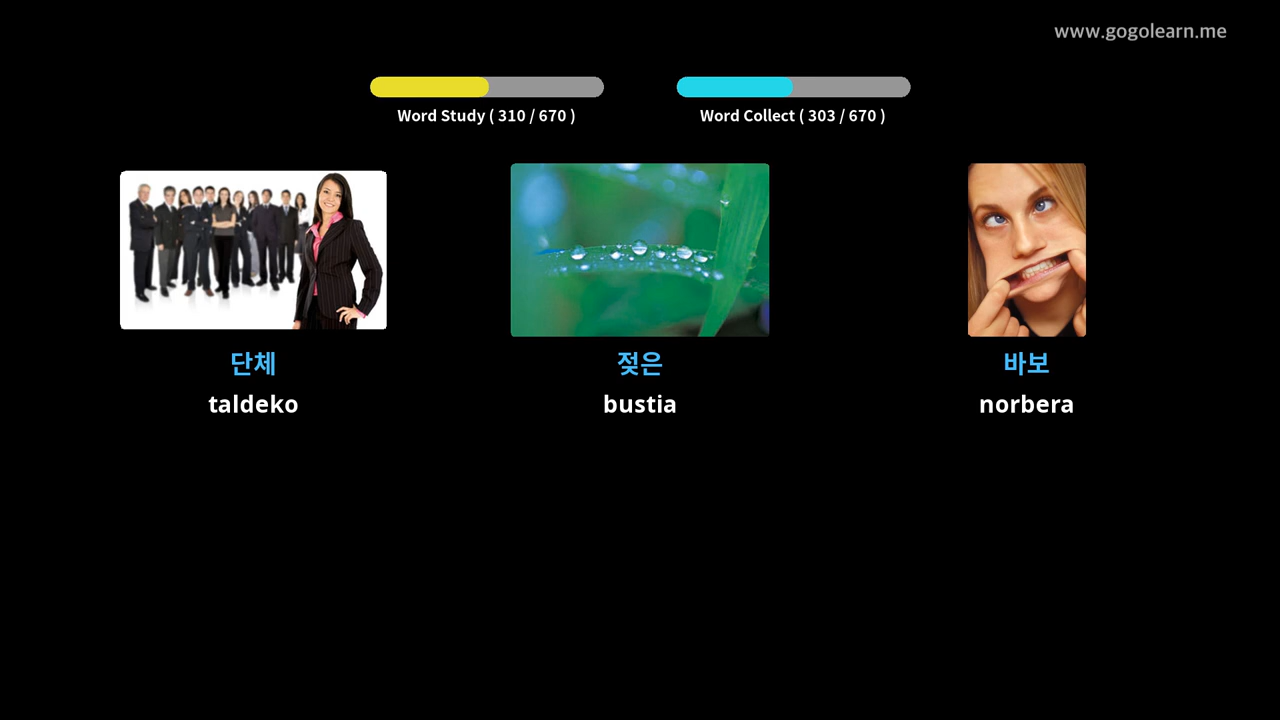 www.gogolearn.me
Word Study ( 310 / 670 )
Word Collect ( 303 / 670 )
단체
taldeko
젖은
bustia
바보
norbera